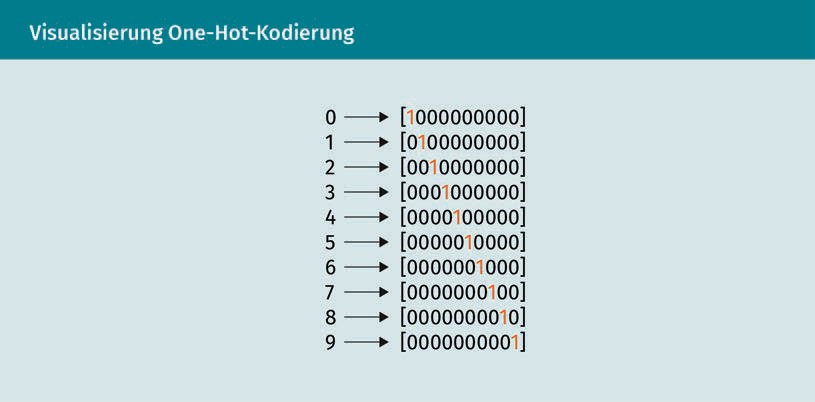 Visualisierung One-Hot-Kodierung
0 → [1000000000]
1 → [0100000000]
2 → [0010000000]
3 → [0001000000]
4 → [0000100000]
5 → [0000010000]
6 → [0000001000]
7 → [0000000100]
8 → [0000000010]
9 → [0000000001]